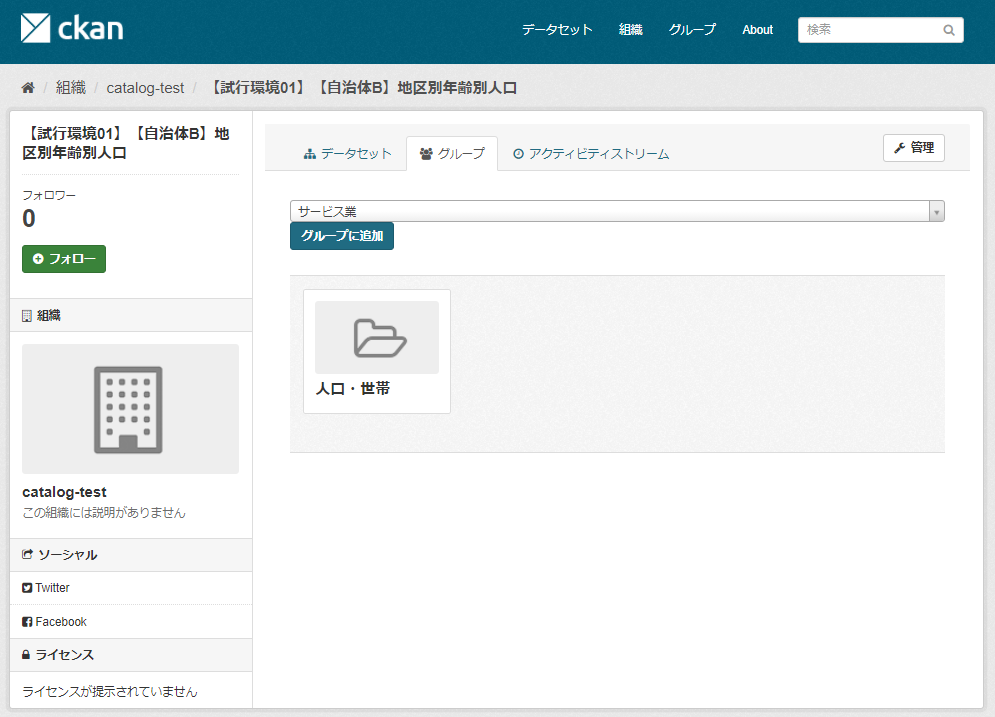 ckan
データセット 組織 グループ About 検索
/ 組織 / catalog-test / 【試行環境01】【自治体B】地区別年齢別人口
【試行環境01】【自治体B】地
区別年齢別人口
フォロワー
0
フォロー
組織
catalog-test
この組織には説明がありません
ソーシャル
Twitter
Facebook
ライセンス
ライセンスが提示されていません
データセット グループ アクティビティストリーム 管理
サービス業
グループに追加
人口・世帯